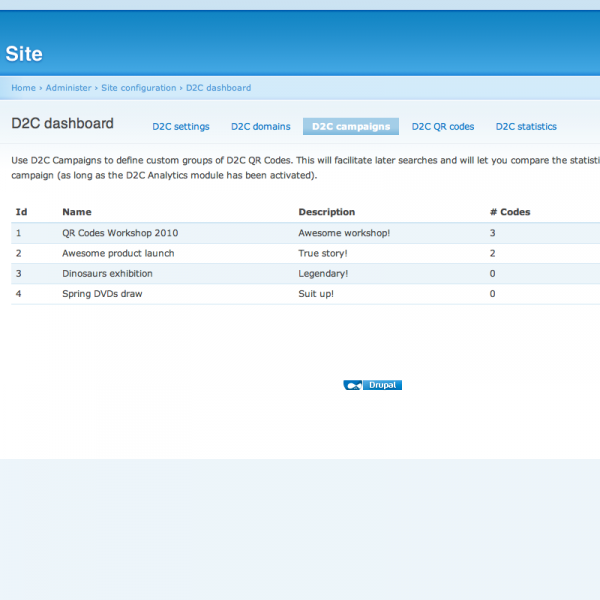 Site
Home › Administer › Site configuration › D2C dashboard
D2C dashboard D2C settings D2C domains D2C campaigns D2C QR codes D2C statistics
Use D2C Campaigns to define custom groups of D2C QR Codes. This will facilitate later searches and will let you compare the statisti
campaign (as long as the D2C Analytics module has been activated).
Id Name Description # Codes
1 QR Codes Workshop 2010 Awesome workshop! 3
2 Awesome product launch True story! 2
3 Dinosaurs exhibition Legendary! 0
4 Spring DVDs draw Suit up! 0
Drupal